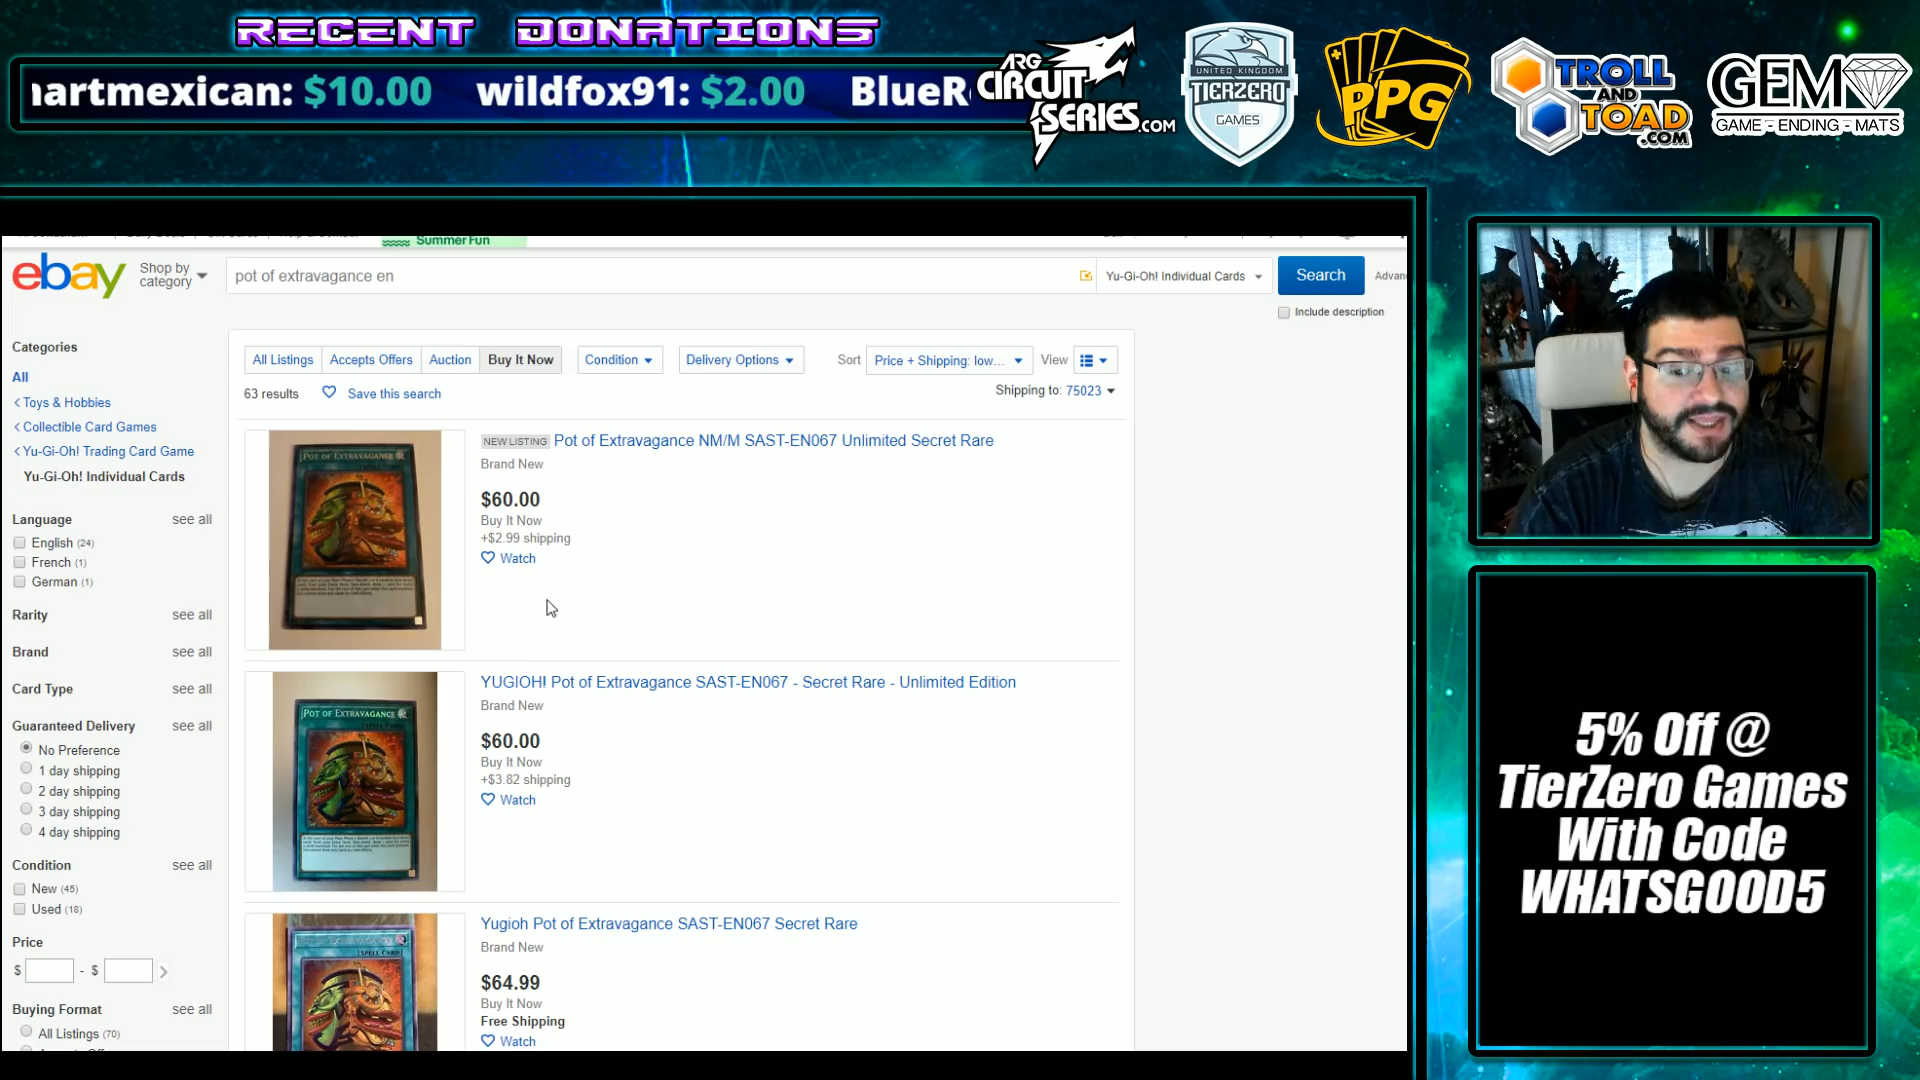 RECENT DONATIONS
artmexican: $10.00 wildfox91: $2.00 BlueR
ARG
CIRCUIT
SERIES.COM
UNITED KINGDOM
TIERZERO
GAMES
PPG
TROLL
AND
TOAD
.COM
GEM
GAME - ENDING - MATS
Summer Fun
ebay
Shop by
category
pot of extravagance en
Yu-Gi-Oh! Individual Cards
Search
Advan
Include description
Categories
All
Toys & Hobbies
Collectible Card Games
Yu-Gi-Oh! Trading Card Game
Yu-Gi-Oh! Individual Cards
Language see all
English (24)
French (1)
German (1)
Rarity see all
Brand see all
Card Type see all
Guaranteed Delivery see all
No Preference
1 day shipping
2 day shipping
3 day shipping
4 day shipping
Condition see all
New (45)
Used (18)
Price
$ - $
Buying Format see all
All Listings (70)
All Listings Accepts Offers Auction Buy It Now Condition Delivery Options Sort Price + Shipping: low... View
63 results Save this search Shipping to: 75023
POT OF EXTRAVAGANCE
NEW LISTING Pot of Extravagance NM/M SAST-EN067 Unlimited Secret Rare
Brand New
$60.00
Buy It Now
+$2.99 shipping
Watch
POT OF EXTRAVAGANCE
YUGIOH! Pot of Extravagance SAST-EN067 - Secret Rare - Unlimited Edition
Brand New
$60.00
Buy It Now
+$3.82 shipping
Watch
SPELL CARD
Yugioh Pot of Extravagance SAST-EN067 Secret Rare
Brand New
$64.99
Buy It Now
Free Shipping
Watch
5% Off @
TierZero Games
With Code
WHATSGOOD5